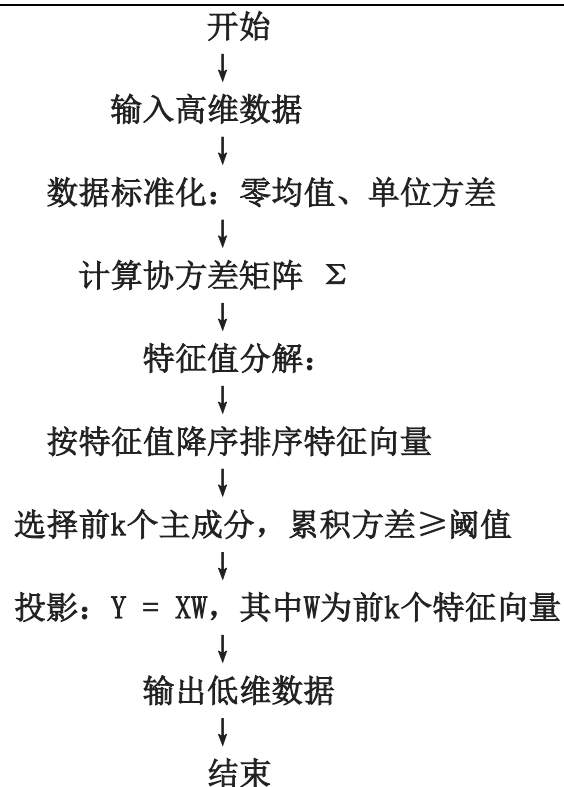 开始
↓
输入高维数据
↓
数据标准化：零均值、单位方差
↓
计算协方差矩阵 Σ
↓
特征值分解：
↓
按特征值降序排序特征向量
↓
选择前k个主成分，累积方差≥阈值
↓
投影：Y = XW，其中W为前k个特征向量
↓
输出低维数据
↓
结束